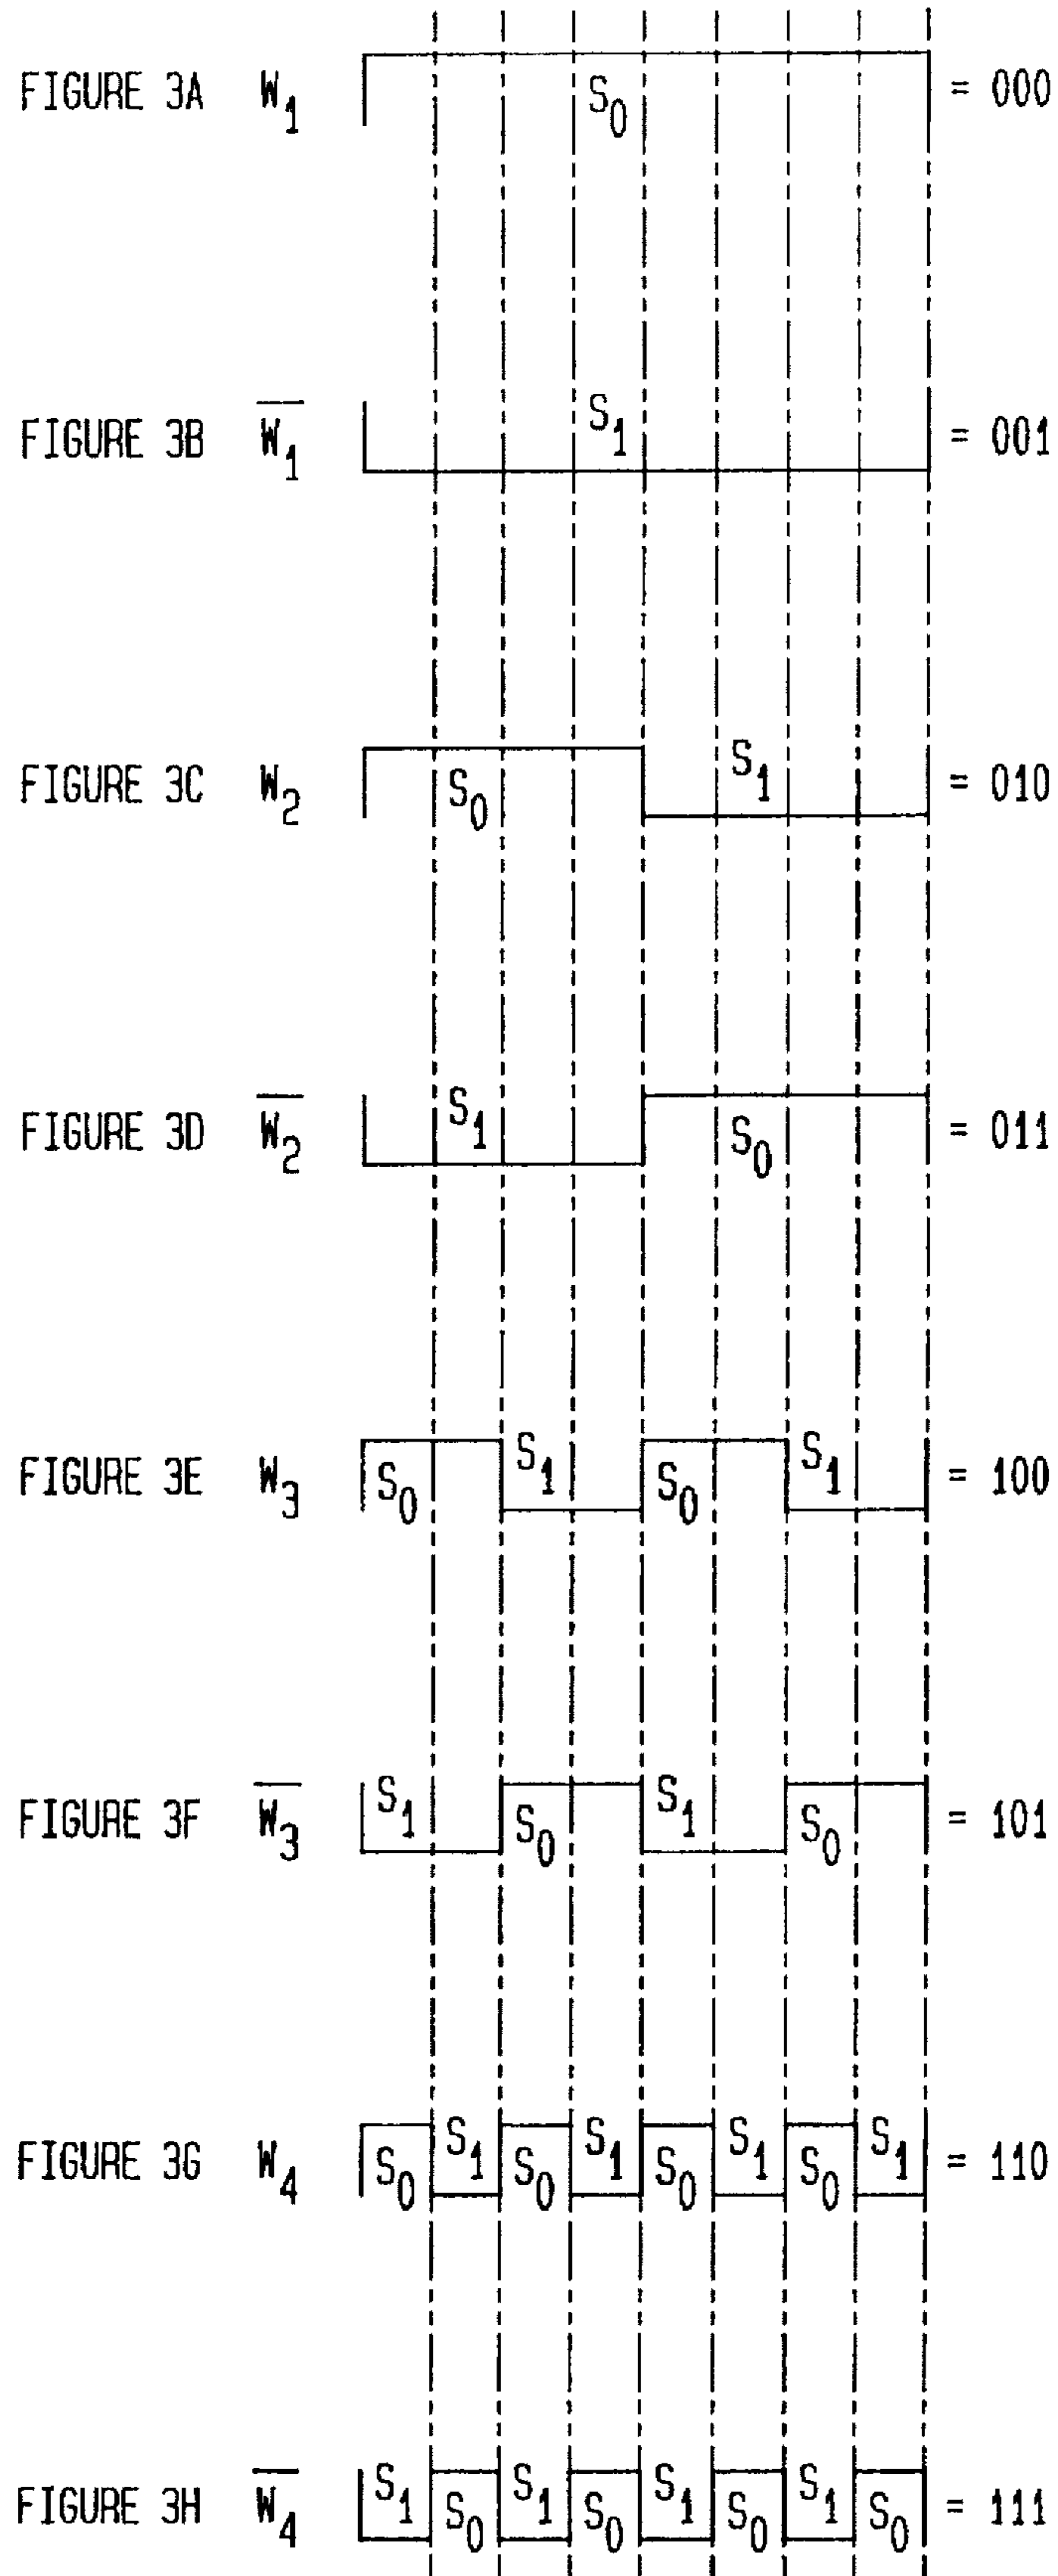 FIGURE 3A W₁ S₀ = 000
FIGURE 3B W̅₁ S₁ = 001
FIGURE 3C W₂ S₀ S₁ = 010
FIGURE 3D W̅₂ S₁ S₀ = 011
FIGURE 3E W₃ S₀ S₁ S₀ S₁ = 100
FIGURE 3F W̅₃ S₁ S₀ S₁ S₀ = 101
FIGURE 3G W₄ S₀ S₁ S₀ S₁ S₀ S₁ S₀ S₁ = 110
FIGURE 3H W̅₄ S₁ S₀ S₁ S₀ S₁ S₀ S₁ S₀ = 111